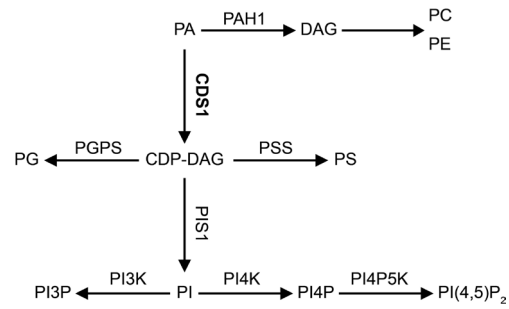 PA PAH1 DAG PC
PE
CDS1
PG PGPS CDP-DAG PSS PS
PIS1
PI3P PI3K PI PI4K PI4P PI4P5K PI(4,5)P₂